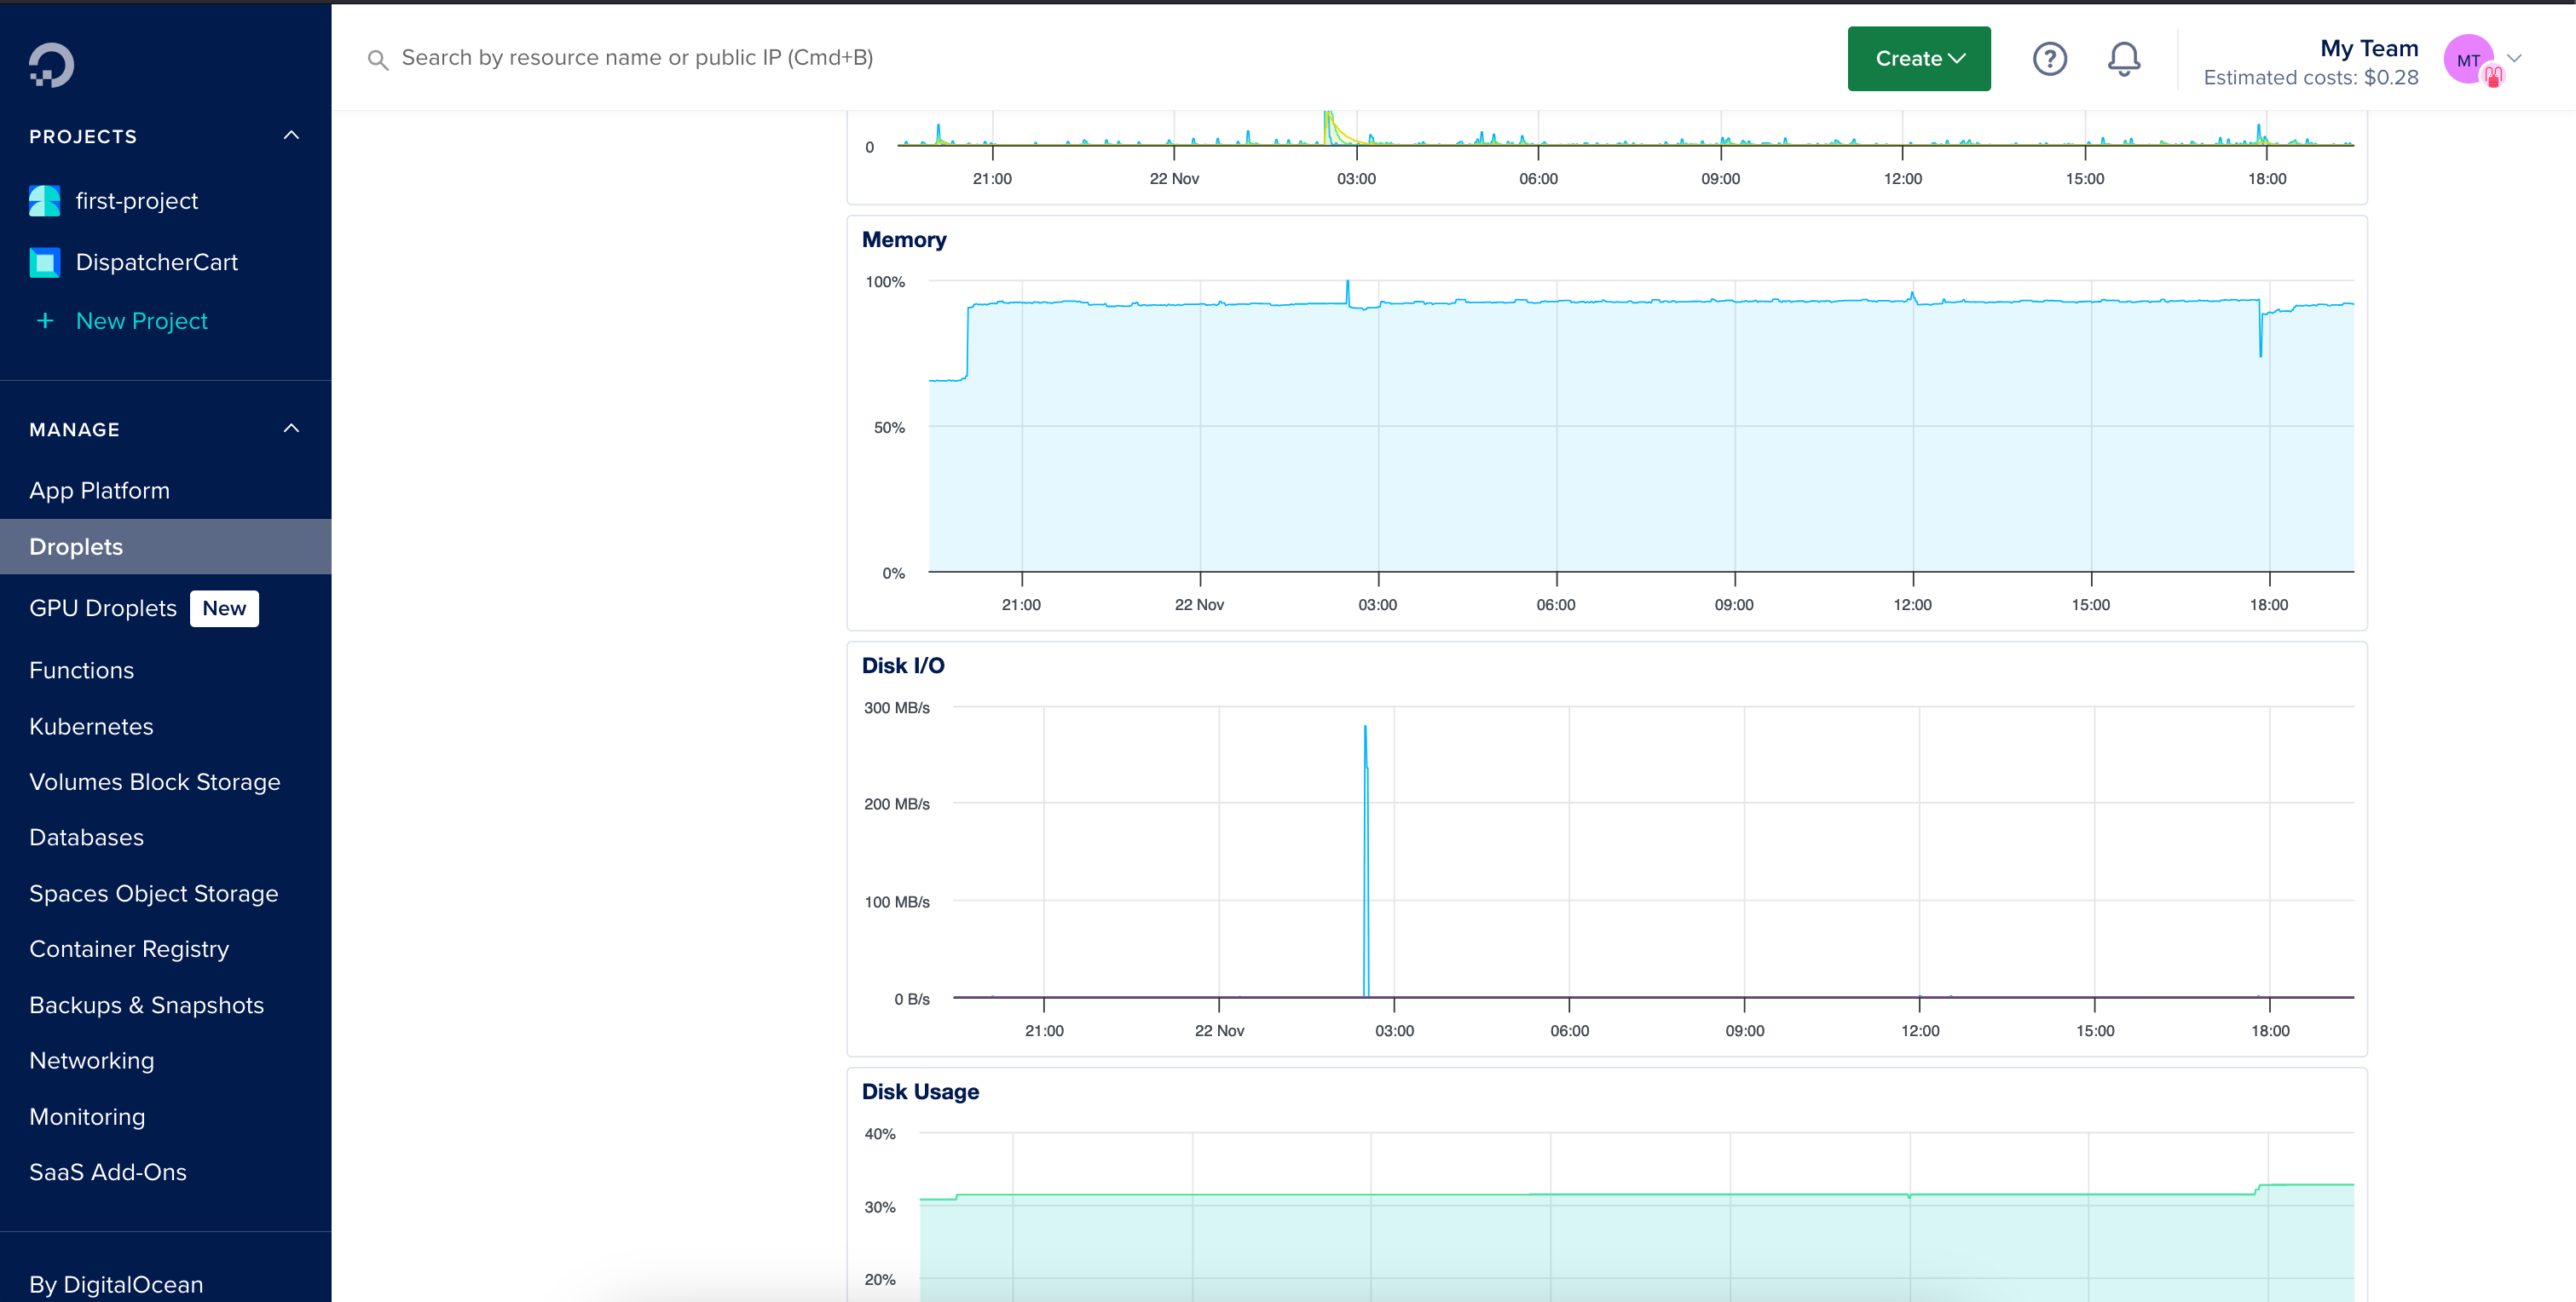 Search by resource name or public IP (Cmd+B)
Create
My Team
Estimated costs: $0.28
MT
PROJECTS
first-project
DispatcherCart
+ New Project
MANAGE
App Platform
Droplets
GPU Droplets New
Functions
Kubernetes
Volumes Block Storage
Databases
Spaces Object Storage
Container Registry
Backups & Snapshots
Networking
Monitoring
SaaS Add-Ons
By DigitalOcean
0
21:00 22 Nov 03:00 06:00 09:00 12:00 15:00 18:00
Memory
100%
50%
0%
21:00 22 Nov 03:00 06:00 09:00 12:00 15:00 18:00
Disk I/O
300 MB/s
200 MB/s
100 MB/s
0 B/s
21:00 22 Nov 03:00 06:00 09:00 12:00 15:00 18:00
Disk Usage
40%
30%
20%